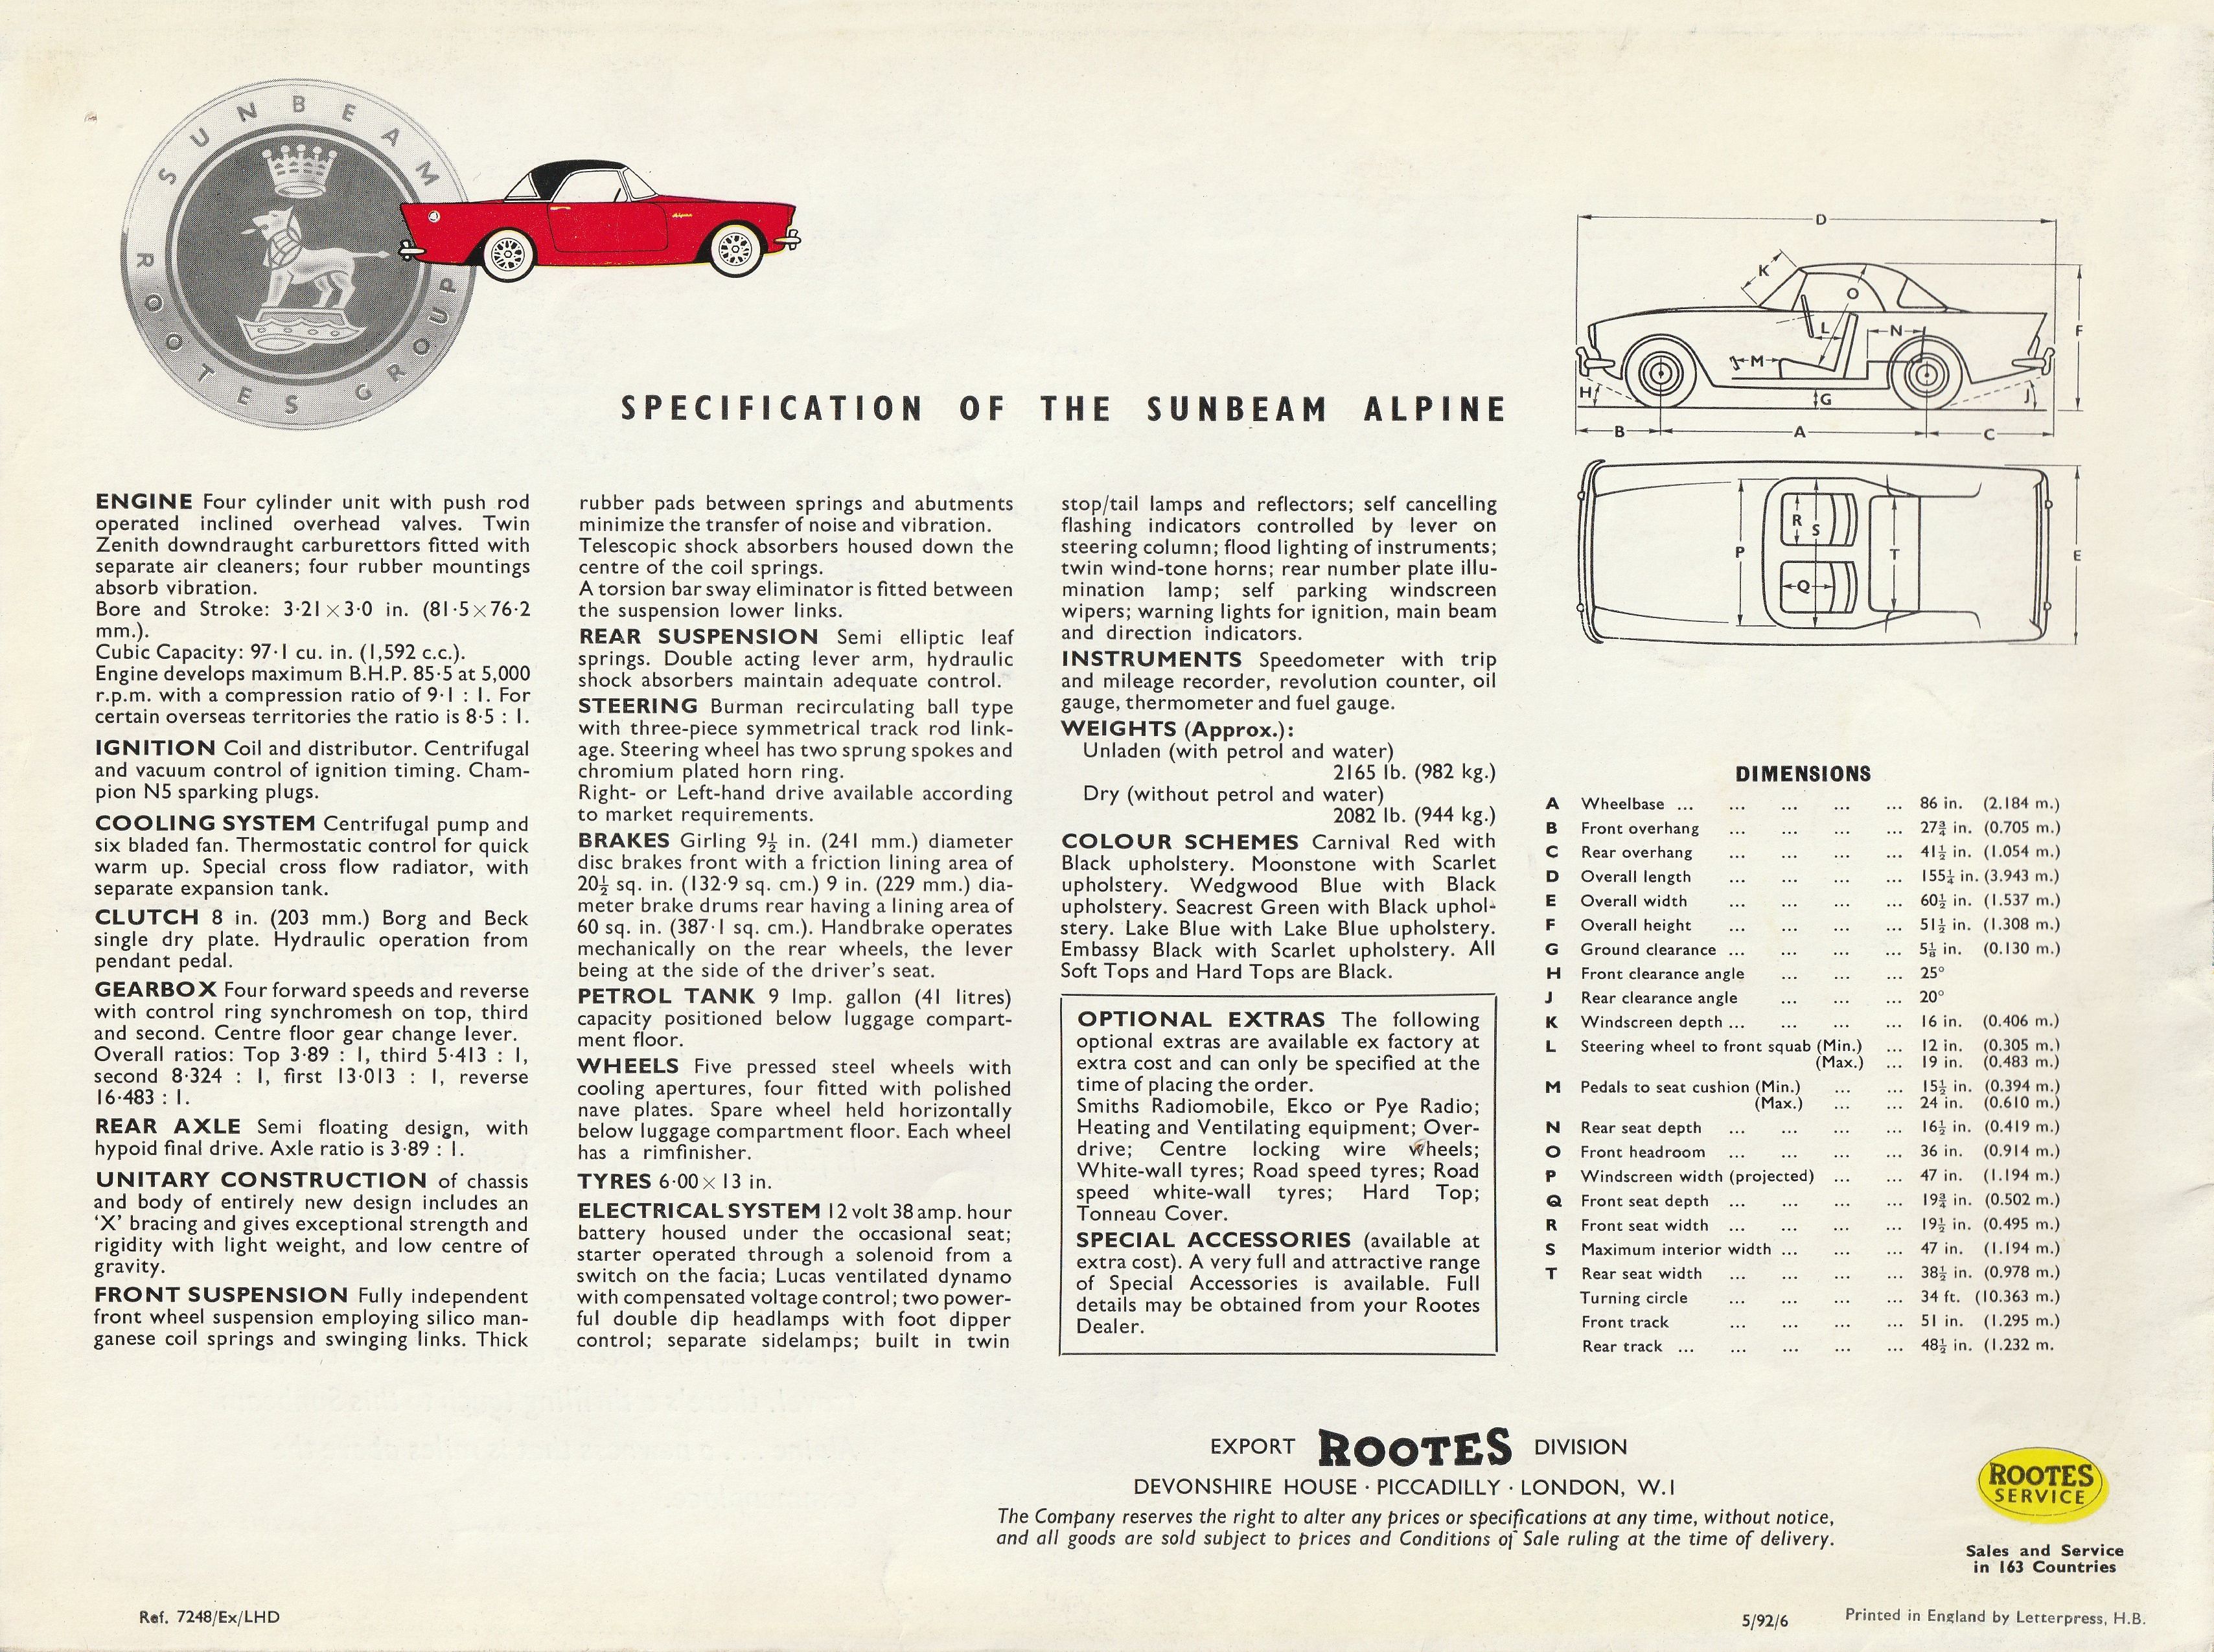 SUNBEAM
ROOTES GROUP
Alpine
SPECIFICATION OF THE SUNBEAM ALPINE
ENGINE Four cylinder unit with push rod
operated inclined overhead valves. Twin
Zenith downdraught carburettors fitted with
separate air cleaners; four rubber mountings
absorb vibration.
Bore and Stroke: 3·21 × 3·0 in. (81·5 × 76·2
mm.).
Cubic Capacity: 97·1 cu. in. (1,592 c.c.).
Engine develops maximum B.H.P. 85·5 at 5,000
r.p.m. with a compression ratio of 9·1 : 1. For
certain overseas territories the ratio is 8·5 : 1.
IGNITION Coil and distributor. Centrifugal
and vacuum control of ignition timing. Cham-
pion N5 sparking plugs.
COOLING SYSTEM Centrifugal pump and
six bladed fan. Thermostatic control for quick
warm up. Special cross flow radiator, with
separate expansion tank.
CLUTCH 8 in. (203 mm.) Borg and Beck
single dry plate. Hydraulic operation from
pendant pedal.
GEARBOX Four forward speeds and reverse
with control ring synchromesh on top, third
and second. Centre floor gear change lever.
Overall ratios: Top 3·89 : 1, third 5·413 : 1,
second 8·324 : 1, first 13·013 : 1, reverse
16·483 : 1.
REAR AXLE Semi floating design, with
hypoid final drive. Axle ratio is 3·89 : 1.
UNITARY CONSTRUCTION of chassis
and body of entirely new design includes an
‘X’ bracing and gives exceptional strength and
rigidity with light weight, and low centre of
gravity.
FRONT SUSPENSION Fully independent
front wheel suspension employing silico man-
ganese coil springs and swinging links. Thick
rubber pads between springs and abutments
minimize the transfer of noise and vibration.
Telescopic shock absorbers housed down the
centre of the coil springs.
A torsion bar sway eliminator is fitted between
the suspension lower links.
REAR SUSPENSION Semi elliptic leaf
springs. Double acting lever arm, hydraulic
shock absorbers maintain adequate control.
STEERING Burman recirculating ball type
with three-piece symmetrical track rod link-
age. Steering wheel has two sprung spokes and
chromium plated horn ring.
Right- or Left-hand drive available according
to market requirements.
BRAKES Girling 9½ in. (241 mm.) diameter
disc brakes front with a friction lining area of
20½ sq. in. (132·9 sq. cm.) 9 in. (229 mm.) dia-
meter brake drums rear having a lining area of
60 sq. in. (387·1 sq. cm.). Handbrake operates
mechanically on the rear wheels, the lever
being at the side of the driver’s seat.
PETROL TANK 9 Imp. gallon (41 litres)
capacity positioned below luggage compart-
ment floor.
WHEELS Five pressed steel wheels with
cooling apertures, four fitted with polished
nave plates. Spare wheel held horizontally
below luggage compartment floor. Each wheel
has a rimfinisher.
TYRES 6·00 × 13 in.
ELECTRICAL SYSTEM 12 volt 38 amp. hour
battery housed under the occasional seat;
starter operated through a solenoid from a
switch on the facia; Lucas ventilated dynamo
with compensated voltage control; two power-
ful double dip headlamps with foot dipper
control; separate sidelamps; built in twin
stop/tail lamps and reflectors; self cancelling
flashing indicators controlled by lever on
steering column; flood lighting of instruments;
twin wind-tone horns; rear number plate illu-
mination lamp; self parking windscreen
wipers; warning lights for ignition, main beam
and direction indicators.
INSTRUMENTS Speedometer with trip
and mileage recorder, revolution counter, oil
gauge, thermometer and fuel gauge.
WEIGHTS (Approx.):
Unladen (with petrol and water)
2165 lb. (982 kg.)
Dry (without petrol and water)
2082 lb. (944 kg.)
COLOUR SCHEMES Carnival Red with
Black upholstery. Moonstone with Scarlet
upholstery. Wedgwood Blue with Black
upholstery. Seacrest Green with Black uphol-
stery. Lake Blue with Lake Blue upholstery.
Embassy Black with Scarlet upholstery. All
Soft Tops and Hard Tops are Black.
OPTIONAL EXTRAS The following
optional extras are available ex factory at
extra cost and can only be specified at the
time of placing the order.
Smiths Radiomobile, Ekco or Pye Radio;
Heating and Ventilating equipment; Over-
drive; Centre locking wire wheels;
White-wall tyres; Road speed tyres; Road
speed white-wall tyres; Hard Top;
Tonneau Cover.
SPECIAL ACCESSORIES (available at
extra cost). A very full and attractive range
of Special Accessories is available. Full
details may be obtained from your Rootes
Dealer.
D
K
O
L
N
F
M
H
G
J
B
A
C
R
S
P
T
E
Q
DIMENSIONS
A Wheelbase ... ... ... ... ... 86 in. (2.184 m.)
B Front overhang ... ... ... ... 27¾ in. (0.705 m.)
C Rear overhang ... ... ... ... 41½ in. (1.054 m.)
D Overall length ... ... ... ... 155¼ in. (3.943 m.)
E Overall width ... ... ... ... 60½ in. (1.537 m.)
F Overall height ... ... ... ... 51½ in. (1.308 m.)
G Ground clearance ... ... ... ... 5⅛ in. (0.130 m.)
H Front clearance angle ... ... ... 25°
J Rear clearance angle ... ... ... 20°
K Windscreen depth ... ... ... ... 16 in. (0.406 m.)
L Steering wheel to front squab (Min.) ... 12 in. (0.305 m.)
(Max.) ... 19 in. (0.483 m.)
M Pedals to seat cushion (Min.) ... ... 15½ in. (0.394 m.)
(Max.) ... ... 24 in. (0.610 m.)
N Rear seat depth ... ... ... ... 16½ in. (0.419 m.)
O Front headroom ... ... ... ... 36 in. (0.914 m.)
P Windscreen width (projected) ... ... 47 in. (1.194 m.)
Q Front seat depth ... ... ... ... 19¾ in. (0.502 m.)
R Front seat width ... ... ... ... 19½ in. (0.495 m.)
S Maximum interior width ... ... ... 47 in. (1.194 m.)
T Rear seat width ... ... ... ... 38½ in. (0.978 m.)
Turning circle ... ... ... ... 34 ft. (10.363 m.)
Front track ... ... ... ... 51 in. (1.295 m.)
Rear track ... ... ... ... ... 48½ in. (1.232 m.
EXPORT ROOTES DIVISION
DEVONSHIRE HOUSE · PICCADILLY · LONDON, W.1
The Company reserves the right to alter any prices or specifications at any time, without notice,
and all goods are sold subject to prices and Conditions of Sale ruling at the time of delivery.
ROOTES
SERVICE
Sales and Service
in 163 Countries
Ref. 7248/Ex/LHD
5/92/6
Printed in England by Letterpress, H.B.